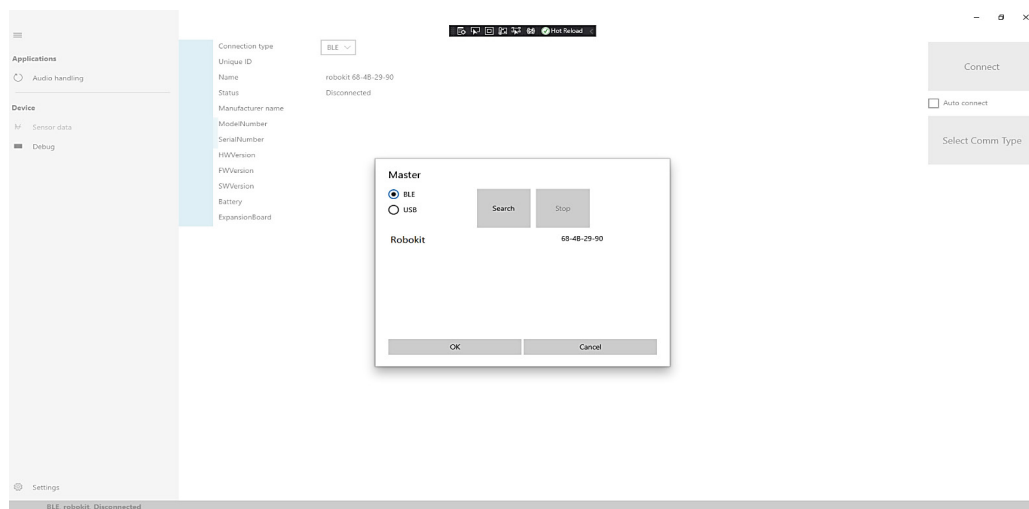 Hot Reload
Applications
Audio handling
Device
Sensor data
Debug
Settings
Connection type BLE
Unique ID
Name robokit 68-4B-29-90
Status Disconnected
Manufacturer name
ModelNumber
SerialNumber
HWVersion
FWVersion
SWVersion
Battery
ExpansionBoard
Connect
Auto connect
Select Comm Type
Master
BLE
USB
Search Stop
Robokit 68-4B-29-90
OK Cancel
BLE robokit Disconnected